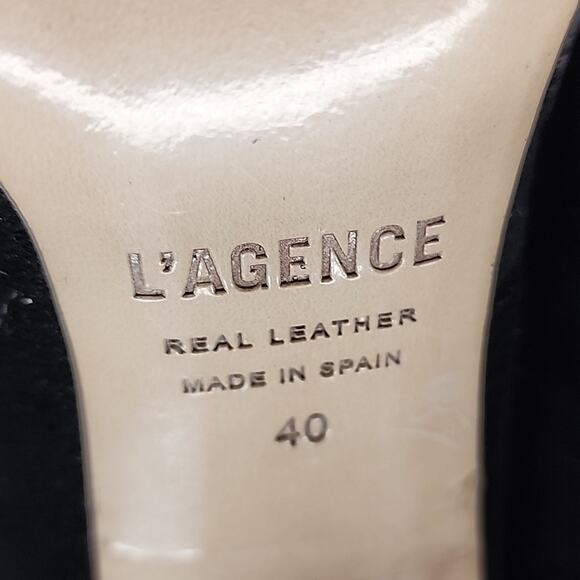 L'AGENCE
REAL LEATHER
MADE IN SPAIN
40